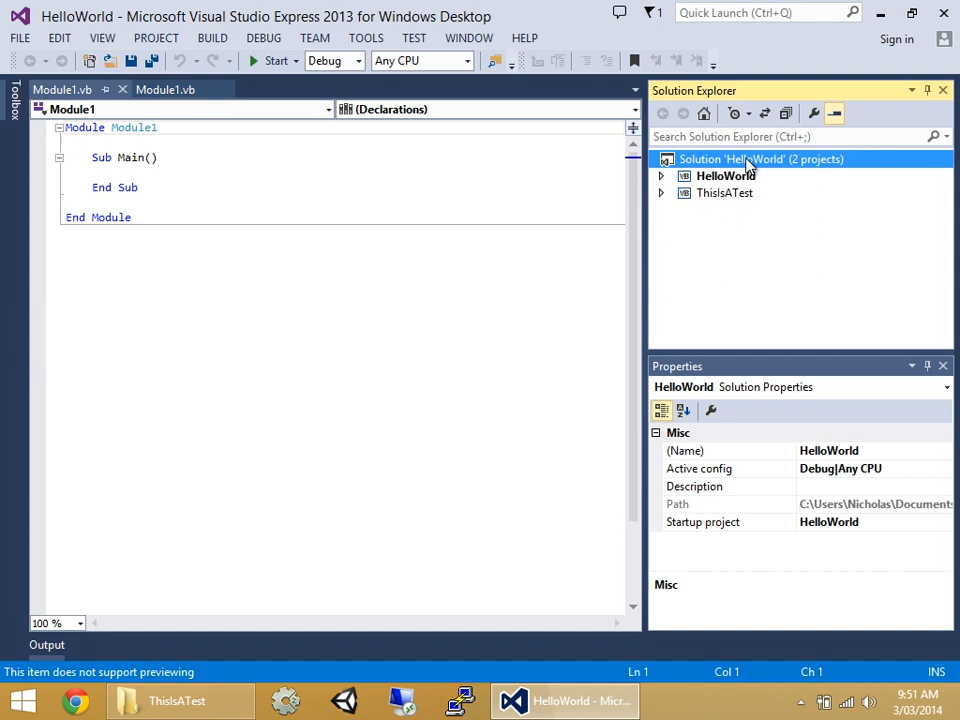 HelloWorld - Microsoft Visual Studio Express 2013 for Windows Desktop
1
Quick Launch (Ctrl+Q)
FILE EDIT VIEW PROJECT BUILD DEBUG TEAM TOOLS TEST WINDOW HELP
Sign in
Start Debug Any CPU
Toolbox
Module1.vb Module1.vb
Module1 (Declarations)
Module Module1
Sub Main()
End Sub
End Module
100 %
Solution Explorer
Search Solution Explorer (Ctrl+;)
Solution 'HelloWorld' (2 projects)
VB HelloWorld
VB ThisIsATest
Properties
HelloWorld Solution Properties
Misc
(Name) HelloWorld
Active config Debug|Any CPU
Description
Path C:\Users\Nicholas\Documents
Startup project HelloWorld
Misc
Output
This item does not support previewing Ln 1 Col 1 Ch 1 INS
ThisIsATest
HelloWorld - Micros...
9:51 AM
3/03/2014